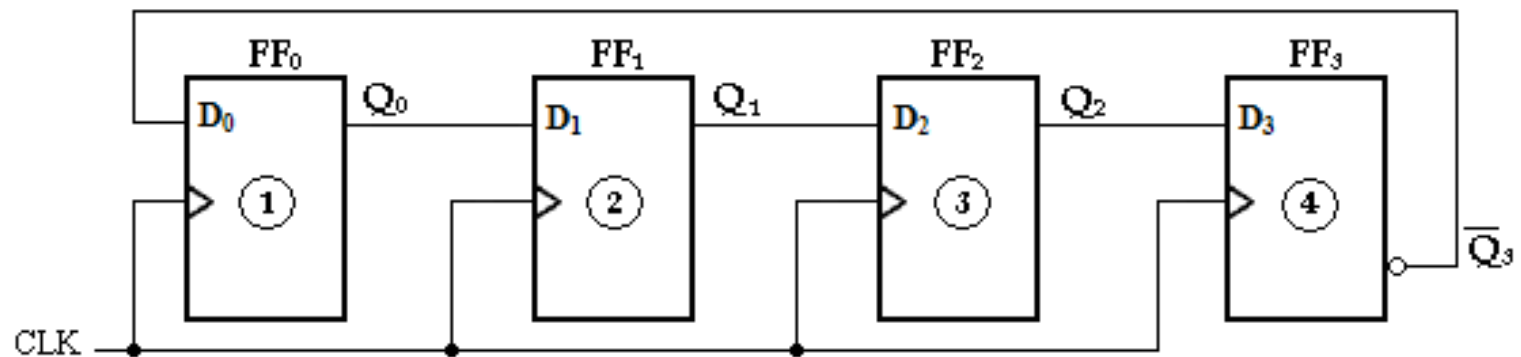 FF₀ FF₁ FF₂ FF₃
Q₀ Q₁ Q₂
D₀ D₁ D₂ D₃
1 2 3 4
Q̅₃
CLK